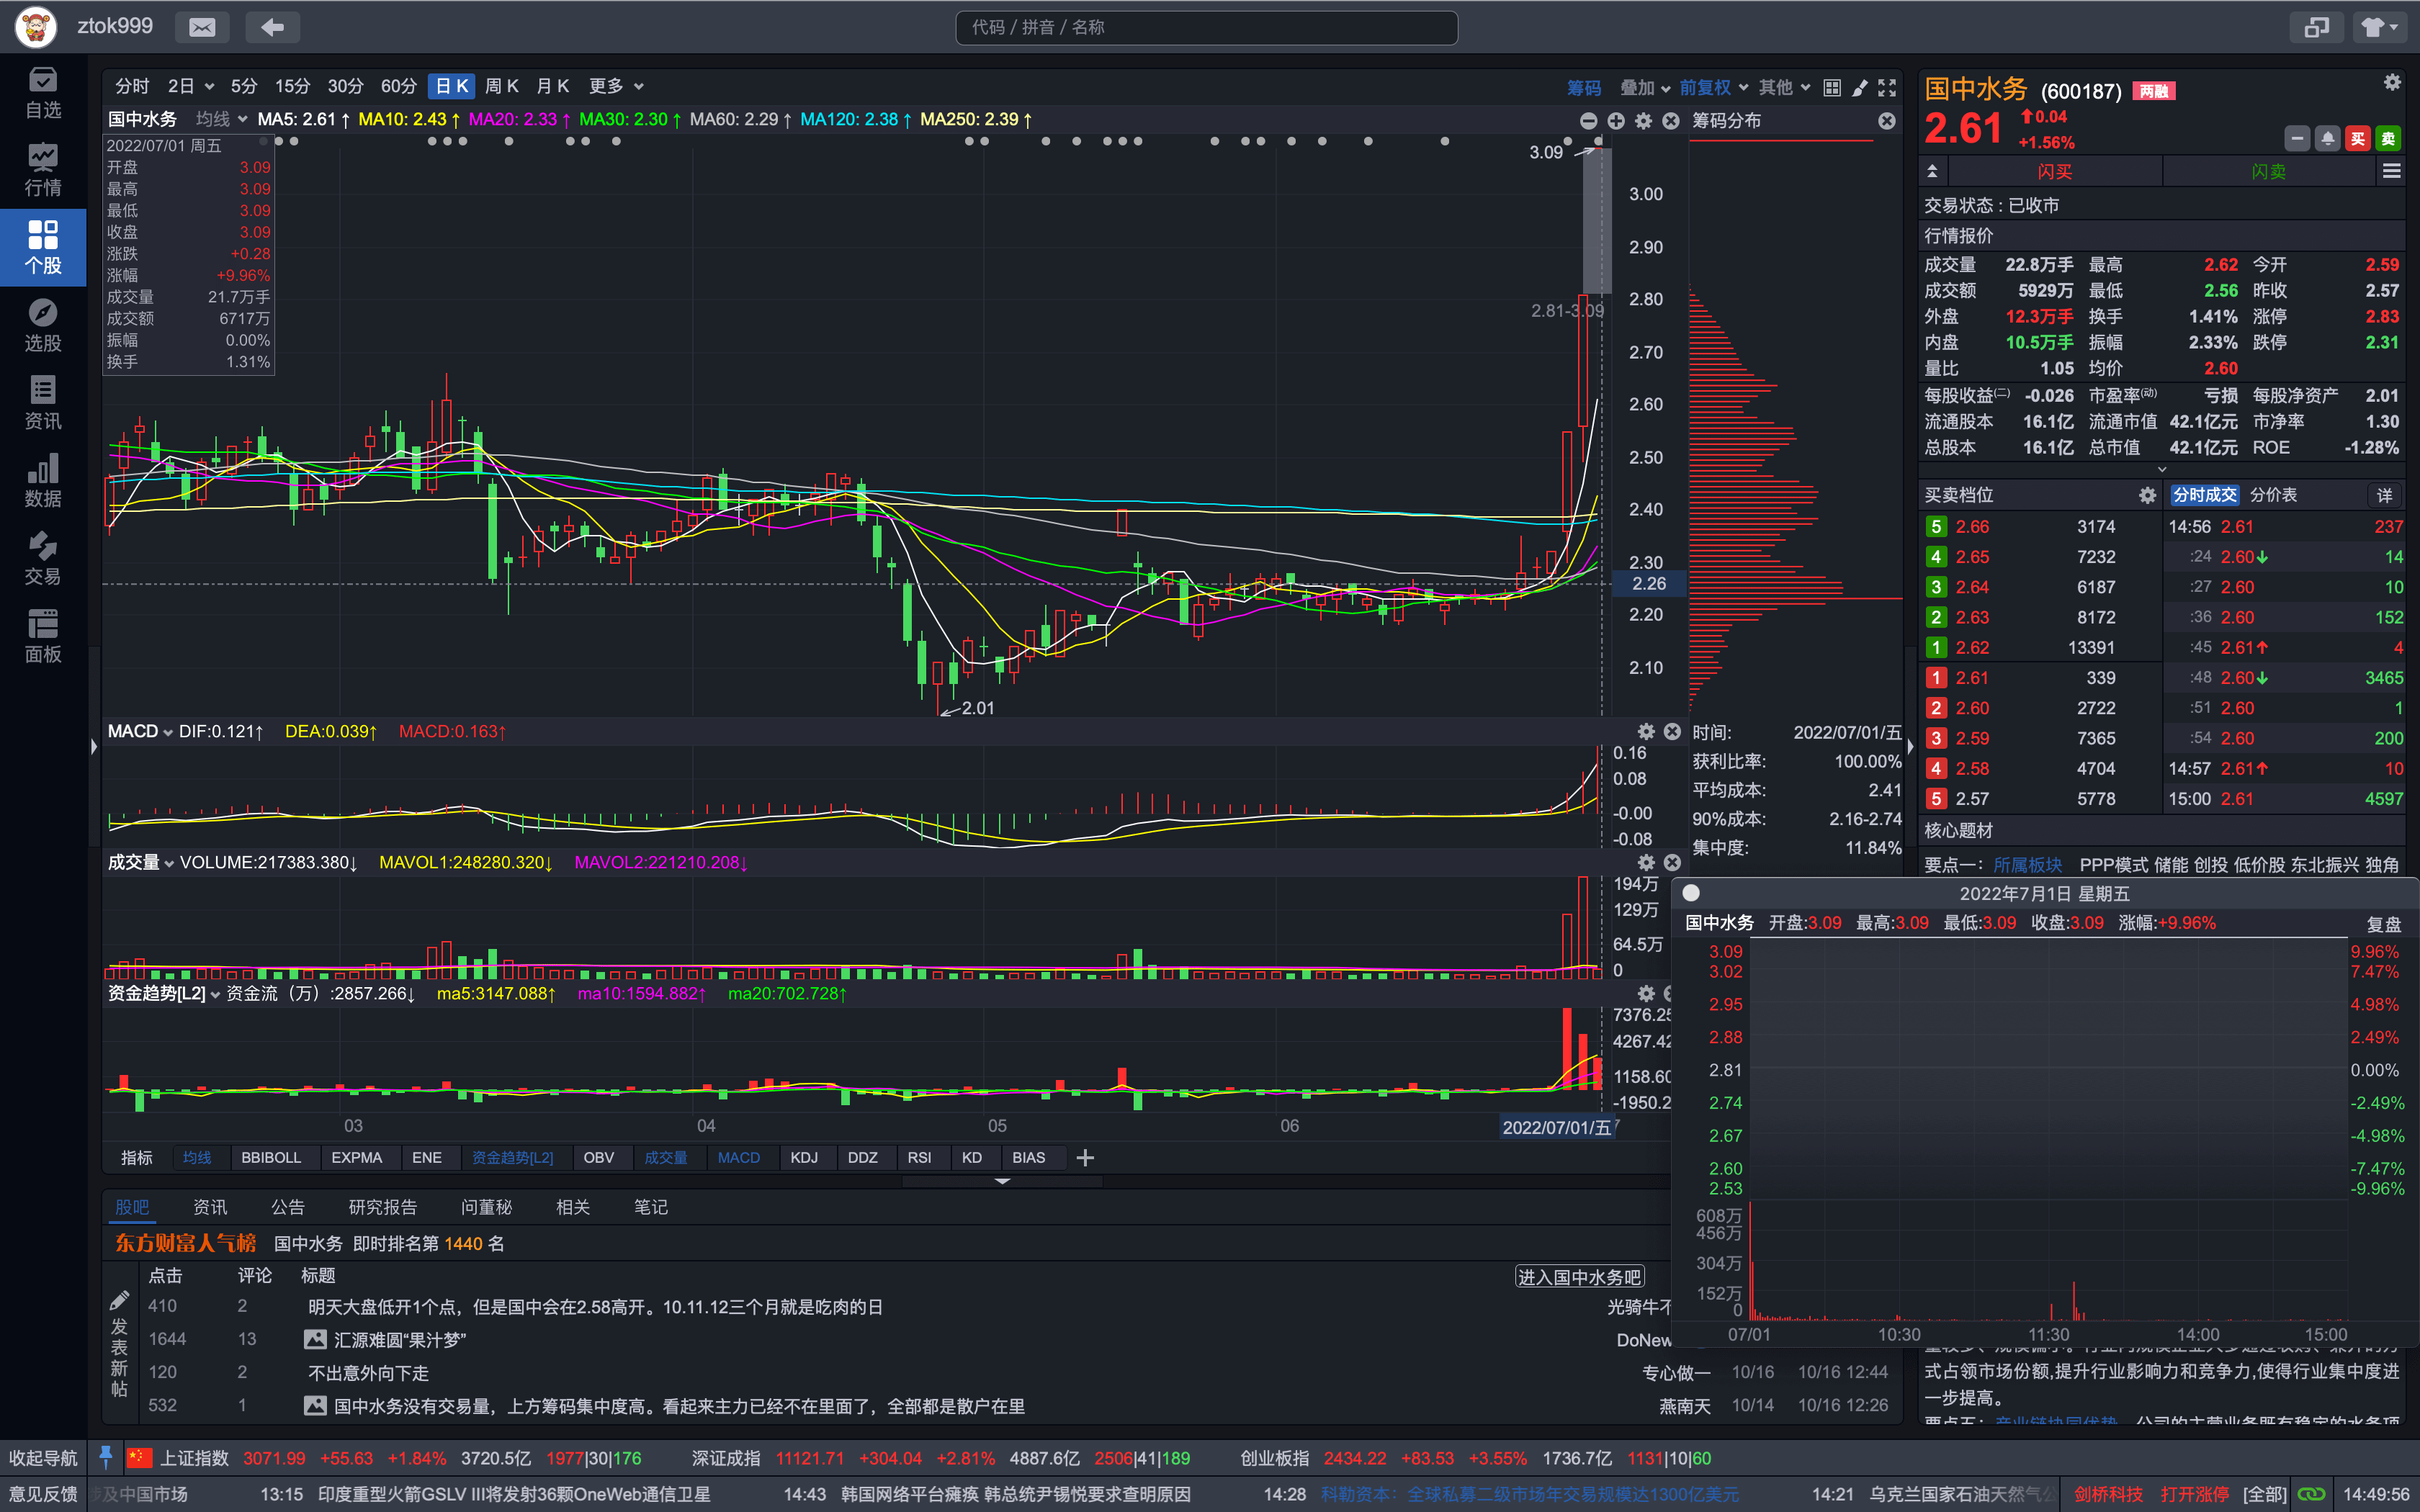 ztok999
代码 / 拼音 / 名称
自选
行情
个股
选股
资讯
数据
交易
面板
分时 2日 5分 15分 30分 60分 日K 周K 月K 更多 筹码 叠加 前复权 其他
国中水务 均线 MA5: 2.61↑ MA10: 2.43↑ MA20: 2.33↑ MA30: 2.30↑ MA60: 2.29↑ MA120: 2.38↑ MA250: 2.39↑ 筹码分布
2022/07/01 周五
开盘 3.09
最高 3.09
最低 3.09
收盘 3.09
涨跌 +0.28
涨幅 +9.96%
成交量 21.7万手
成交额 6717万
振幅 0.00%
换手 1.31%
3.09
2.81-3.09
2.01
3.00
2.90
2.80
2.70
2.60
2.50
2.40
2.30
2.26
2.20
2.10
MACD DIF:0.121↑ DEA:0.039↑ MACD:0.163↑
0.16
0.08
-0.00
-0.08
成交量 VOLUME:217383.380↓ MAVOL1:248280.320↓ MAVOL2:221210.208↓
194万
129万
64.5万
0
资金趋势[L2] 资金流（万）:2857.266↓ ma5:3147.088↑ ma10:1594.882↑ ma20:702.728↑
7376.25
4267.42
1158.60
-1950.2
03 04 05 06 2022/07/01/五
时间: 2022/07/01/五
获利比率: 100.00%
平均成本: 2.41
90%成本: 2.16-2.74
集中度: 11.84%
指标 均线 BBIBOLL EXPMA ENE 资金趋势[L2] OBV 成交量 MACD KDJ DDZ RSI KD BIAS
股吧 资讯 公告 研究报告 问董秘 相关 笔记
东方财富人气榜 国中水务 即时排名第 1440 名
点击 评论 标题 进入国中水务吧
发表新帖
410 2 明天大盘低开1个点，但是国中会在2.58高开。10.11.12三个月就是吃肉的日 光骑牛不
1644 13 汇源难圆“果汁梦” DoNew
120 2 不出意外向下走 专心做一 10/16 10/16 12:44
532 1 国中水务没有交易量，上方筹码集中度高。看起来主力已经不在里面了，全部都是散户在里 燕南天 10/14 10/16 12:26
国中水务 (600187) 两融
2.61 0.04
+1.56%
买 卖
闪买 闪卖
交易状态 : 已收市
行情报价
成交量 22.8万手 最高 2.62 今开 2.59
成交额 5929万 最低 2.56 昨收 2.57
外盘 12.3万手 换手 1.41% 涨停 2.83
内盘 10.5万手 振幅 2.33% 跌停 2.31
量比 1.05 均价 2.60
每股收益(二) -0.026 市盈率(动) 亏损 每股净资产 2.01
流通股本 16.1亿 流通市值 42.1亿元 市净率 1.30
总股本 16.1亿 总市值 42.1亿元 ROE -1.28%
买卖档位 分时成交 分价表 详
5 2.66 3174 14:56 2.61 237
4 2.65 7232 :24 2.60↓ 14
3 2.64 6187 :27 2.60 10
2 2.63 8172 :36 2.60 152
1 2.62 13391 :45 2.61↑ 4
1 2.61 339 :48 2.60↓ 3465
2 2.60 2722 :51 2.60 1
3 2.59 7365 :54 2.60 200
4 2.58 4704 14:57 2.61↑ 10
5 2.57 5778 15:00 2.61 4597
核心题材
要点一: 所属板块 PPP模式 储能 创投 低价股 东北振兴 独角
2022年7月1日 星期五
国中水务 开盘:3.09 最高:3.09 最低:3.09 收盘:3.09 涨幅:+9.96% 复盘
3.09 9.96%
3.02 7.47%
2.95 4.98%
2.88 2.49%
2.81 0.00%
2.74 -2.49%
2.67 -4.98%
2.60 -7.47%
2.53 -9.96%
608万
456万
304万
152万
0
07/01 10:30 11:30 14:00 15:00
式占领市场份额,提升行业影响力和竞争力,使得行业集中度进
一步提高。
收起导航 上证指数 3071.99 +55.63 +1.84% 3720.5亿 1977|30|176 深证成指 11121.71 +304.04 +2.81% 4887.6亿 2506|41|189 创业板指 2434.22 +83.53 +3.55% 1736.7亿 1131|10|60
意见反馈 涉及中国市场 13:15 印度重型火箭GSLV III将发射36颗OneWeb通信卫星 14:43 韩国网络平台瘫痪 韩总统尹锡悦要求查明原因 14:28 科勒资本：全球私募二级市场年交易规模达1300亿美元 14:21 乌克兰国家石油天然气公 剑桥科技 打开涨停 [全部] 14:49:56